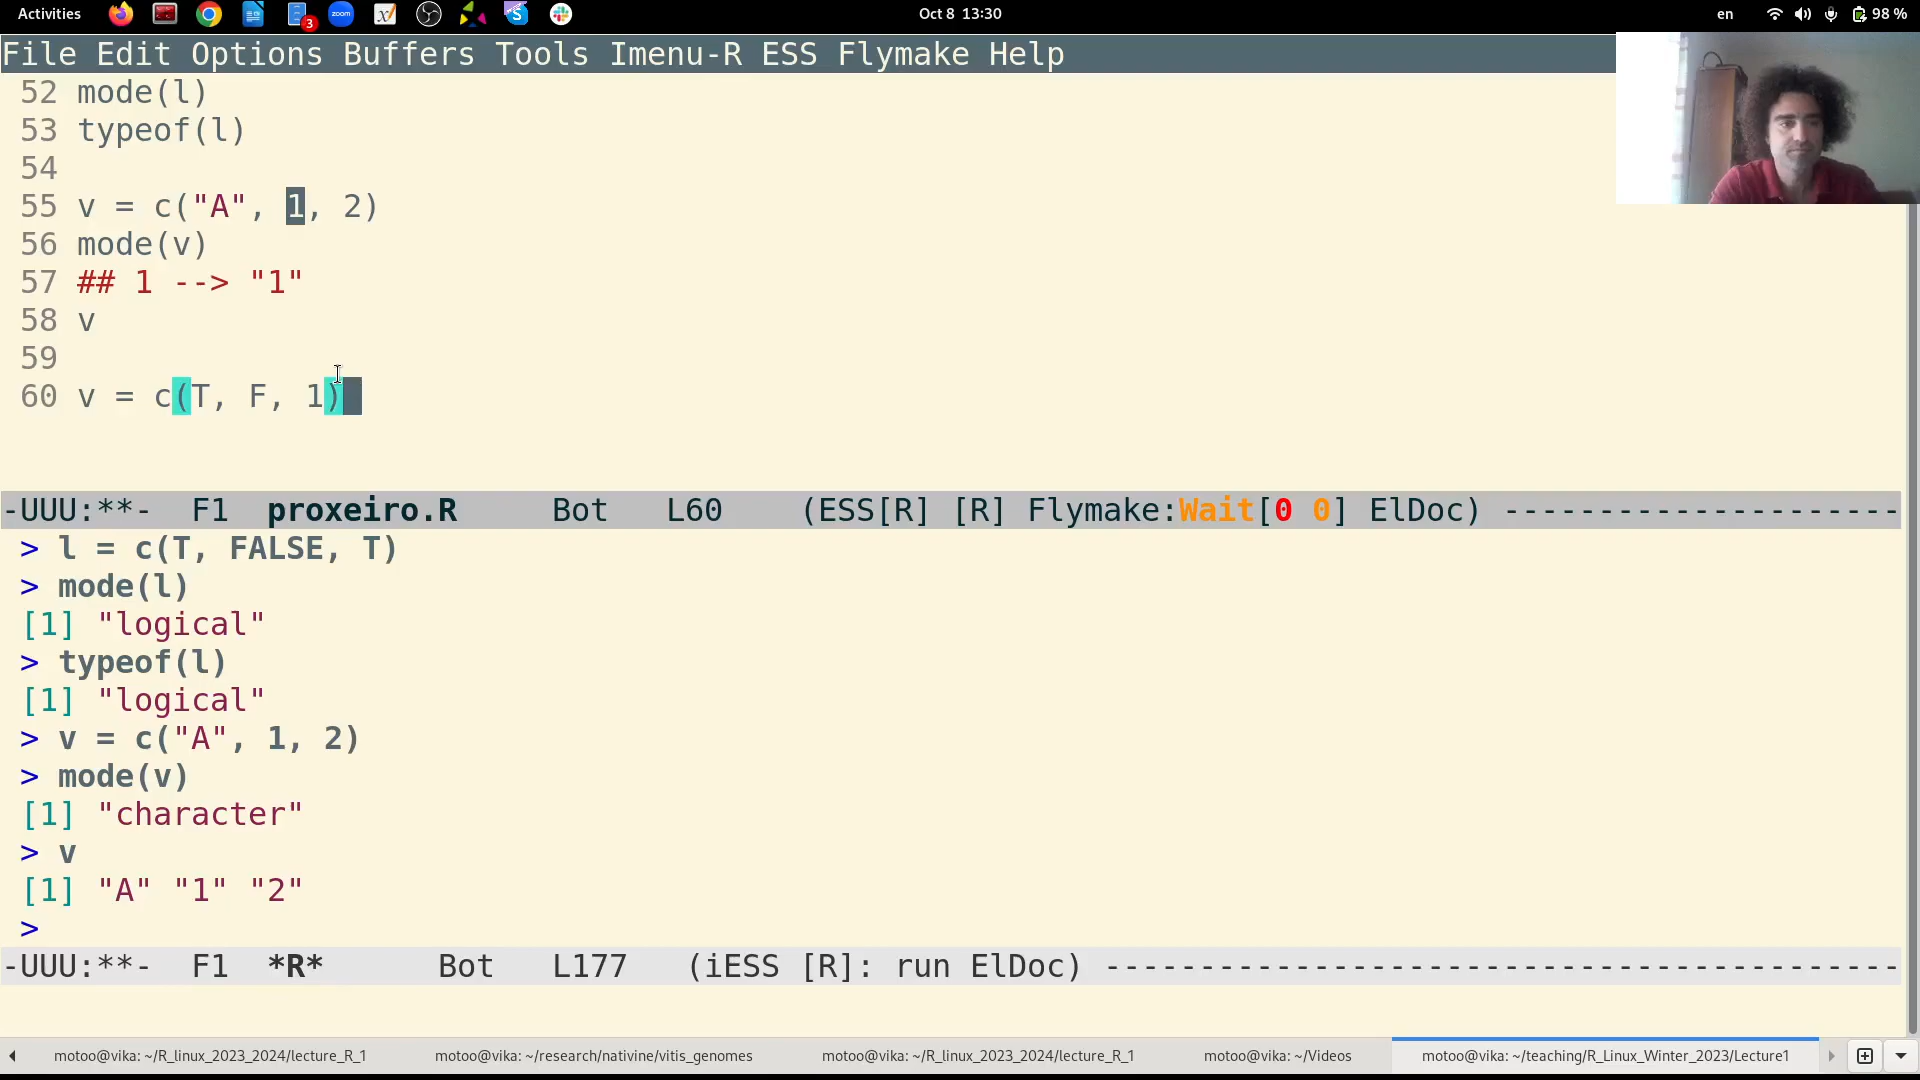 Activities
3
zoom
Oct 8 13:30
en
98 %
File Edit Options Buffers Tools Imenu-R ESS Flymake Help
52 mode(l)
53 typeof(l)
54
55 v = c("A", 1, 2)
56 mode(v)
57 ## 1 --> "1"
58 v
59
60 v = c(T, F, 1)
-UUU:**- F1 proxeiro.R Bot L60 (ESS[R] [R] Flymake:Wait[0 0] ElDoc) ---------------------
> l = c(T, FALSE, T)
> mode(l)
[1] "logical"
> typeof(l)
[1] "logical"
> v = c("A", 1, 2)
> mode(v)
[1] "character"
> v
[1] "A" "1" "2"
>
-UUU:**- F1 *R* Bot L177 (iESS [R]: run ElDoc) ------------------------------------------
motoo@vika: ~/R_linux_2023_2024/lecture_R_1
motoo@vika: ~/research/nativine/vitis_genomes
motoo@vika: ~/R_linux_2023_2024/lecture_R_1
motoo@vika: ~/Videos
motoo@vika: ~/teaching/R_Linux_Winter_2023/Lecture1